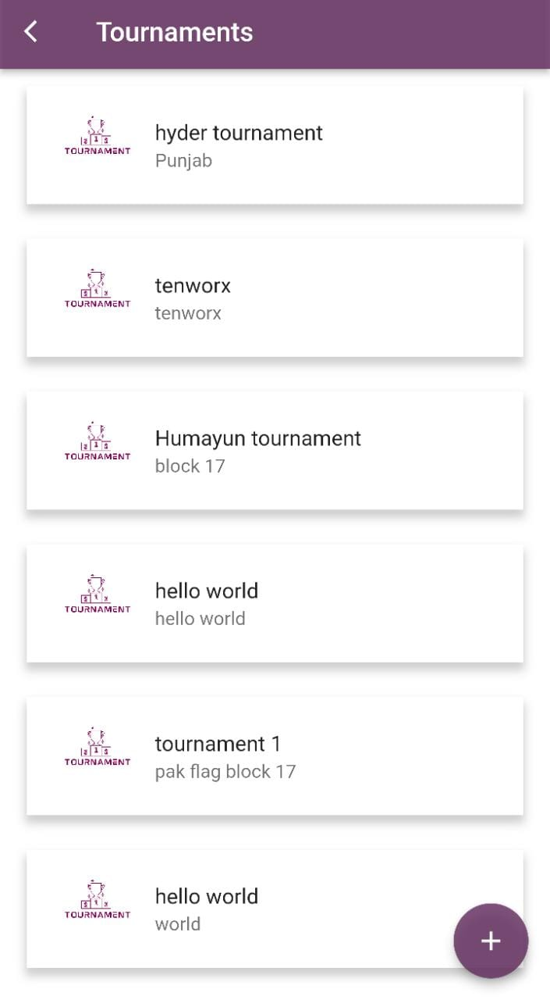 Tournaments
TOURNAMENT
hyder tournament
Punjab
TOURNAMENT
tenworx
tenworx
TOURNAMENT
Humayun tournament
block 17
TOURNAMENT
hello world
hello world
TOURNAMENT
tournament 1
pak flag block 17
TOURNAMENT
hello world
world
+